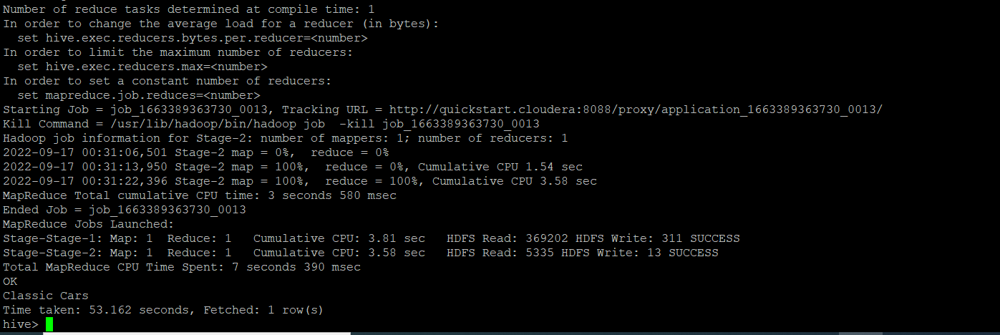 Number of reduce tasks determined at compile time: 1
In order to change the average load for a reducer (in bytes):
  set hive.exec.reducers.bytes.per.reducer=<number>
In order to limit the maximum number of reducers:
  set hive.exec.reducers.max=<number>
In order to set a constant number of reducers:
  set mapreduce.job.reduces=<number>
Starting Job = job_1663389363730_0013, Tracking URL = http://quickstart.cloudera:8088/proxy/application_1663389363730_0013/
Kill Command = /usr/lib/hadoop/bin/hadoop job  -kill job_1663389363730_0013
Hadoop job information for Stage-2: number of mappers: 1; number of reducers: 1
2022-09-17 00:31:06,501 Stage-2 map = 0%,  reduce = 0%
2022-09-17 00:31:13,950 Stage-2 map = 100%,  reduce = 0%, Cumulative CPU 1.54 sec
2022-09-17 00:31:22,396 Stage-2 map = 100%,  reduce = 100%, Cumulative CPU 3.58 sec
MapReduce Total cumulative CPU time: 3 seconds 580 msec
Ended Job = job_1663389363730_0013
MapReduce Jobs Launched:
Stage-Stage-1: Map: 1  Reduce: 1   Cumulative CPU: 3.81 sec   HDFS Read: 369202 HDFS Write: 311 SUCCESS
Stage-Stage-2: Map: 1  Reduce: 1   Cumulative CPU: 3.58 sec   HDFS Read: 5335 HDFS Write: 13 SUCCESS
Total MapReduce CPU Time Spent: 7 seconds 390 msec
OK
Classic Cars
Time taken: 53.162 seconds, Fetched: 1 row(s)
hive>